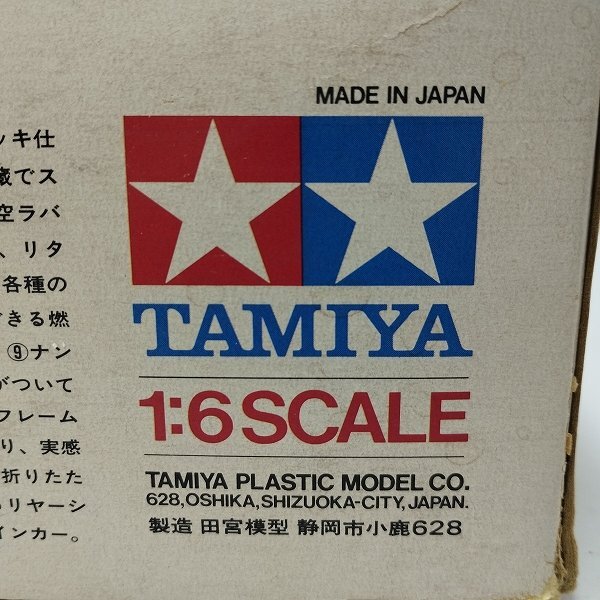 MADE IN JAPAN
ッキ仕
蔵でス
空ラバ
、リタ
各種の
できる燃
⑨ナン
がついて
フレーム
り、実感
折りたた
リヤーシ
インカー。
TAMIYA
1:6 SCALE
TAMIYA PLASTIC MODEL CO.
628,OSHIKA,SHIZUOKA-CITY,JAPAN.
製造 田宮模型 静岡市小鹿628